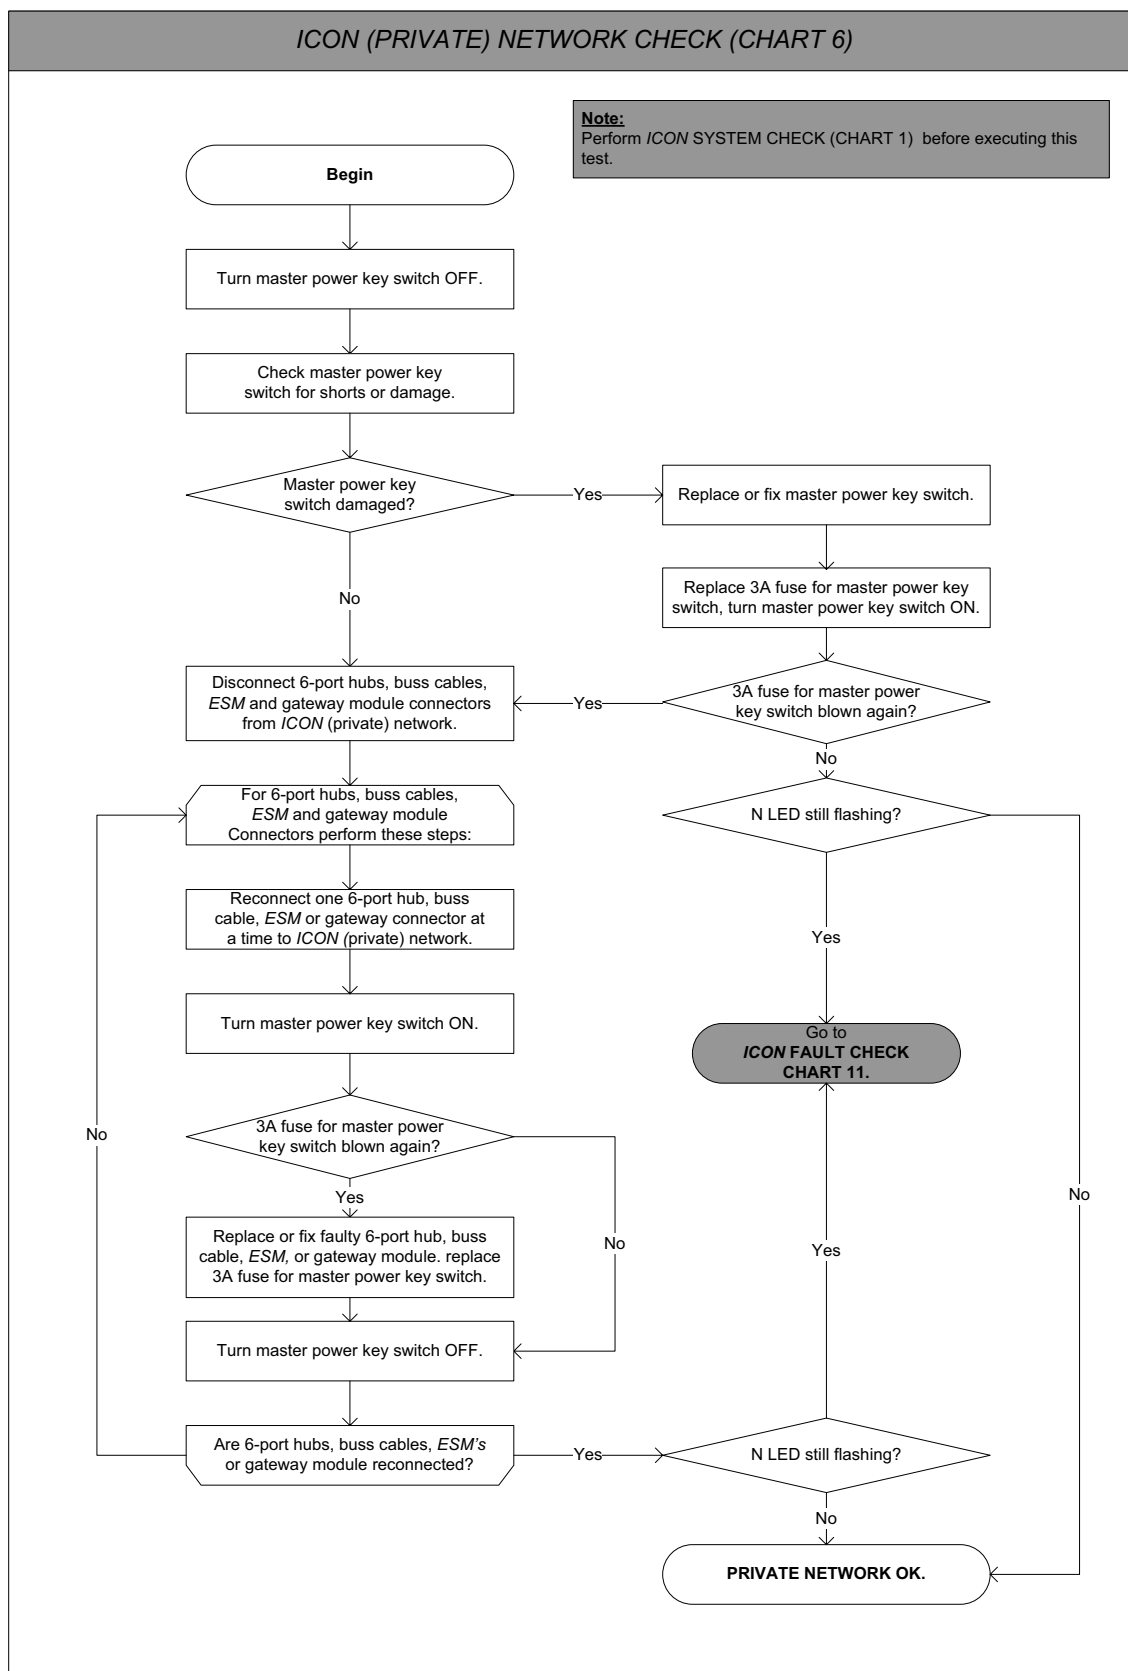 ICON (PRIVATE) NETWORK CHECK (CHART 6)
Note:
Perform ICON SYSTEM CHECK (CHART 1) before executing this
test.
Begin
Turn master power key switch OFF.
Check master power key
switch for shorts or damage.
Master power key
switch damaged?
Yes
Replace or fix master power key switch.
No
Replace 3A fuse for master power key
switch, turn master power key switch ON.
Disconnect 6-port hubs, buss cables,
ESM and gateway module connectors
from ICON (private) network.
Yes
3A fuse for master power
key switch blown again?
No
For 6-port hubs, buss cables,
ESM and gateway module
Connectors perform these steps:
N LED still flashing?
Reconnect one 6-port hub, buss
cable, ESM or gateway connector at
a time to ICON (private) network.
Yes
Turn master power key switch ON.
Go to
ICON FAULT CHECK
CHART 11.
No
3A fuse for master power
key switch blown again?
Yes
No
Replace or fix faulty 6-port hub, buss
cable, ESM, or gateway module. replace
3A fuse for master power key switch.
No
Yes
Turn master power key switch OFF.
Are 6-port hubs, buss cables, ESM's
or gateway module reconnected?
Yes
N LED still flashing?
No
PRIVATE NETWORK OK.